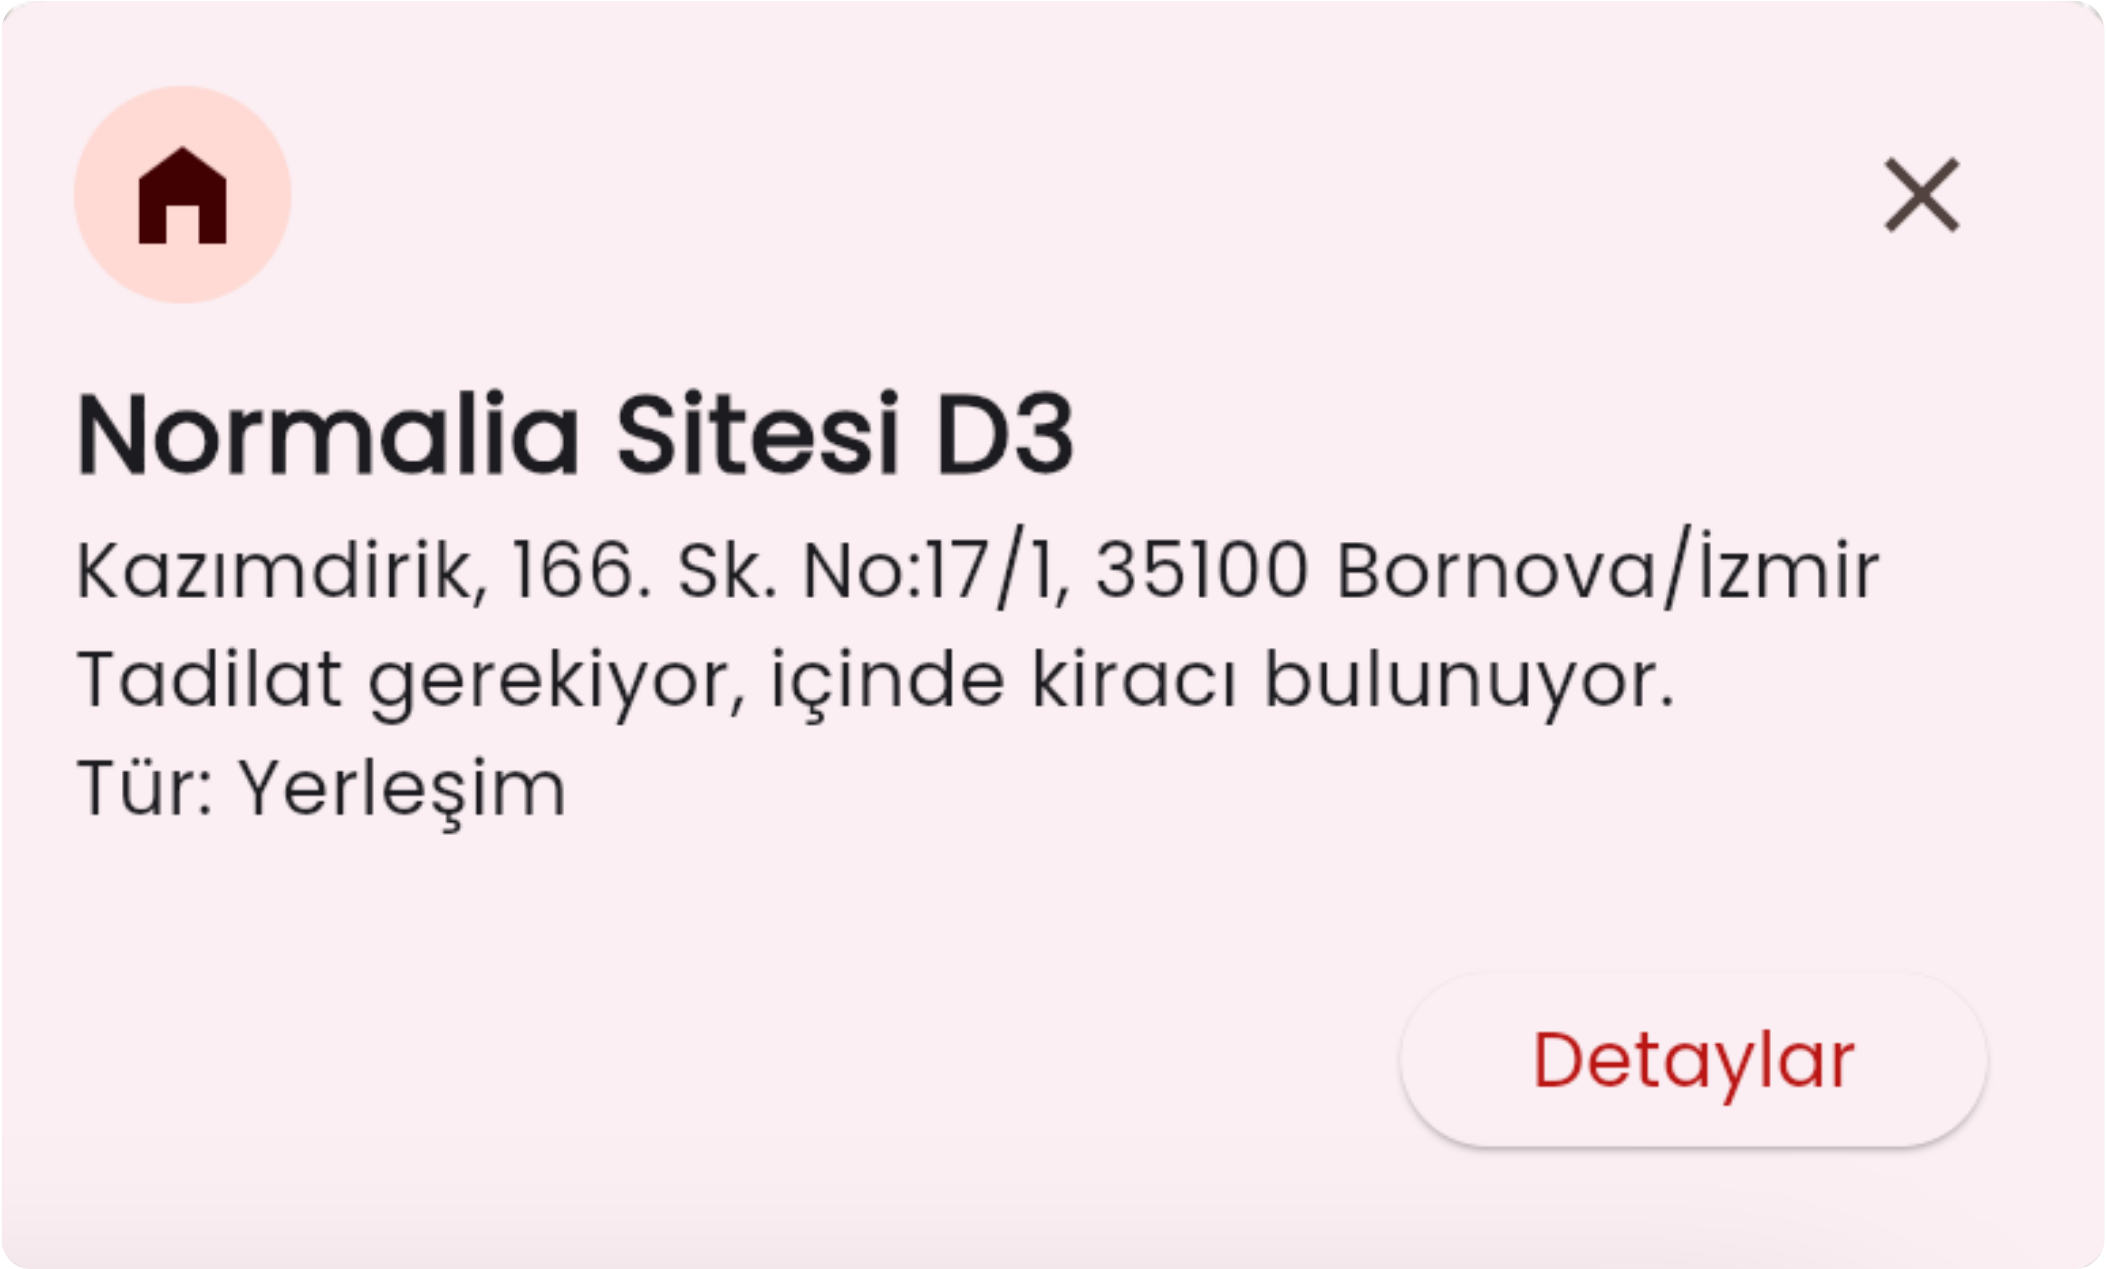 Normalia Sitesi D3
Kazımdirik, 166. Sk. No:17/1, 35100 Bornova/İzmir
Tadilat gerekiyor, içinde kiracı bulunuyor.
Tür: Yerleşim
Detaylar